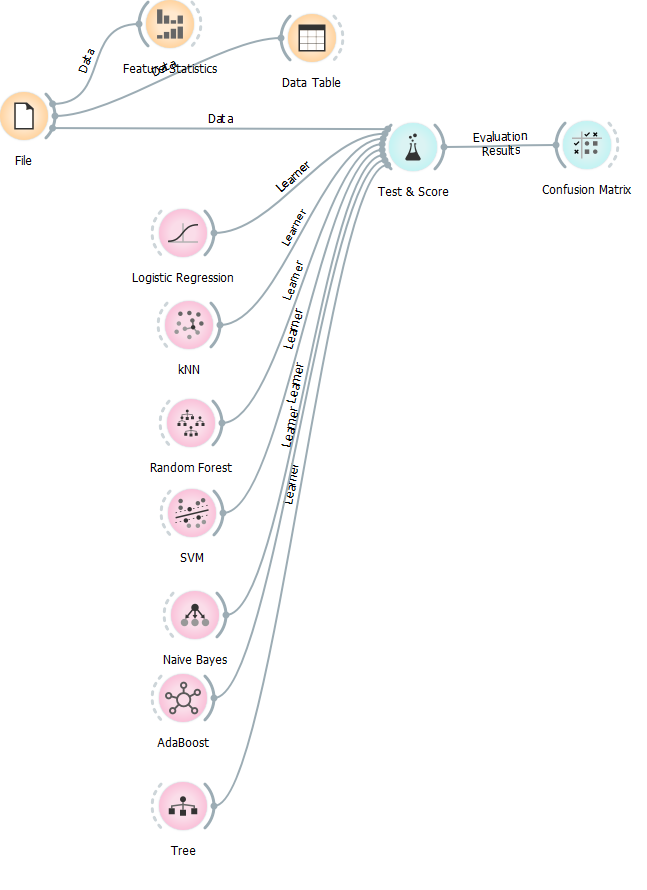 Data
Feature Statistics
Data
Data Table
File
Data
Test & Score
Evaluation
Results
Confusion Matrix
Learner
Logistic Regression
Learner
kNN
Learner
Random Forest
Learner
SVM
Learner
Naive Bayes
Learner
AdaBoost
Learner
Tree